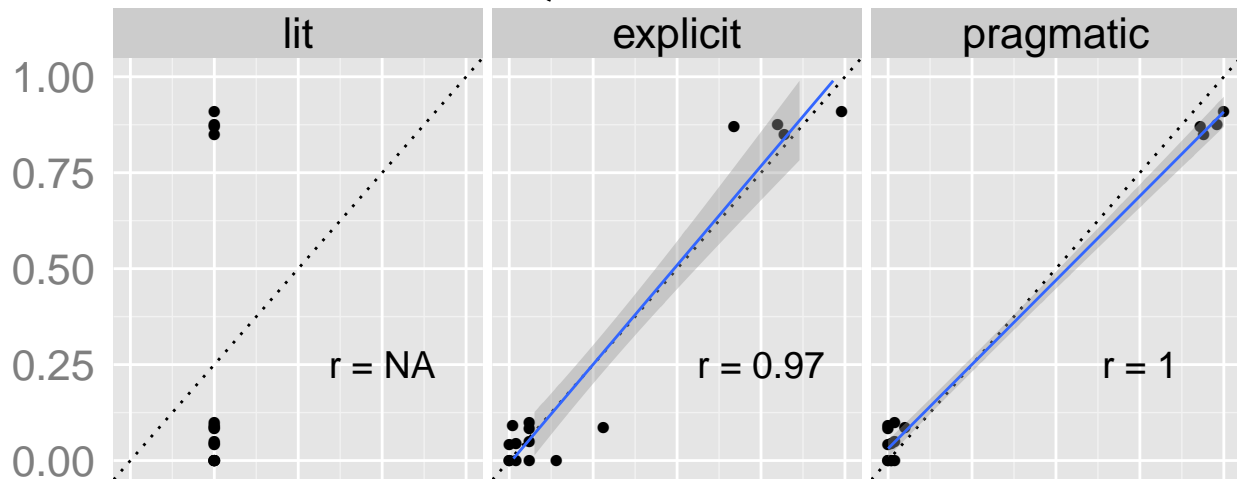 lit explicit pragmatic
1.00
0.75
0.50
0.25 r = NA r = 0.97 r = 1
0.00